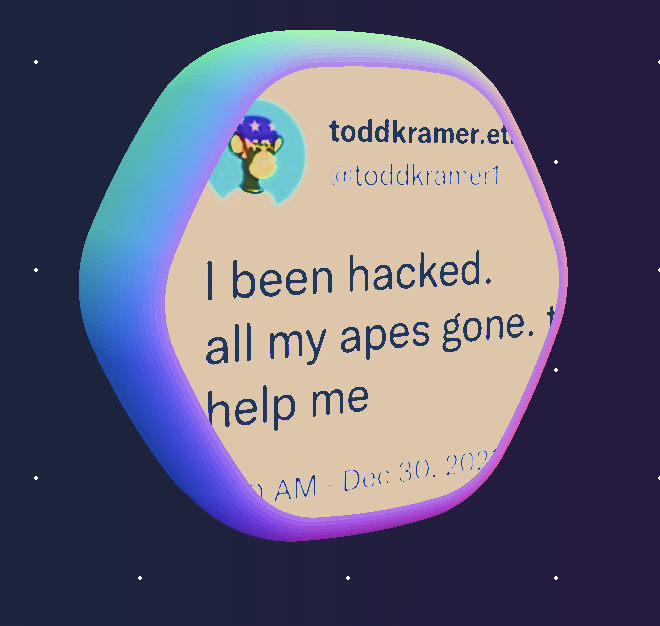 toddkramer.et
@toddkramer1
I been hacked.
all my apes gone.
help me
AM · Dec 30, 202